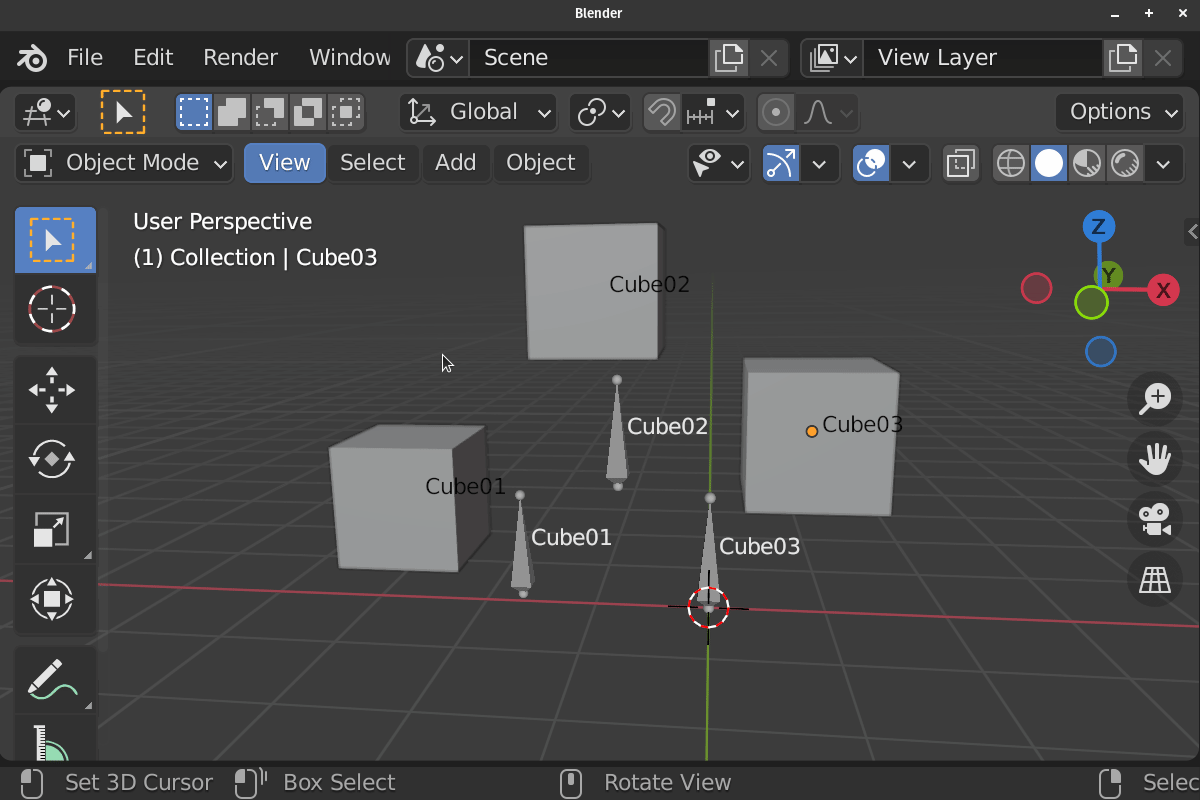 Blender
File Edit Render Window Scene View Layer
Global Options
Object Mode View Select Add Object
User Perspective
(1) Collection | Cube03
Z
Y
X
Cube02
Cube03
Cube02
Cube01
Cube01
Cube03
Set 3D Cursor Box Select Rotate View Selec